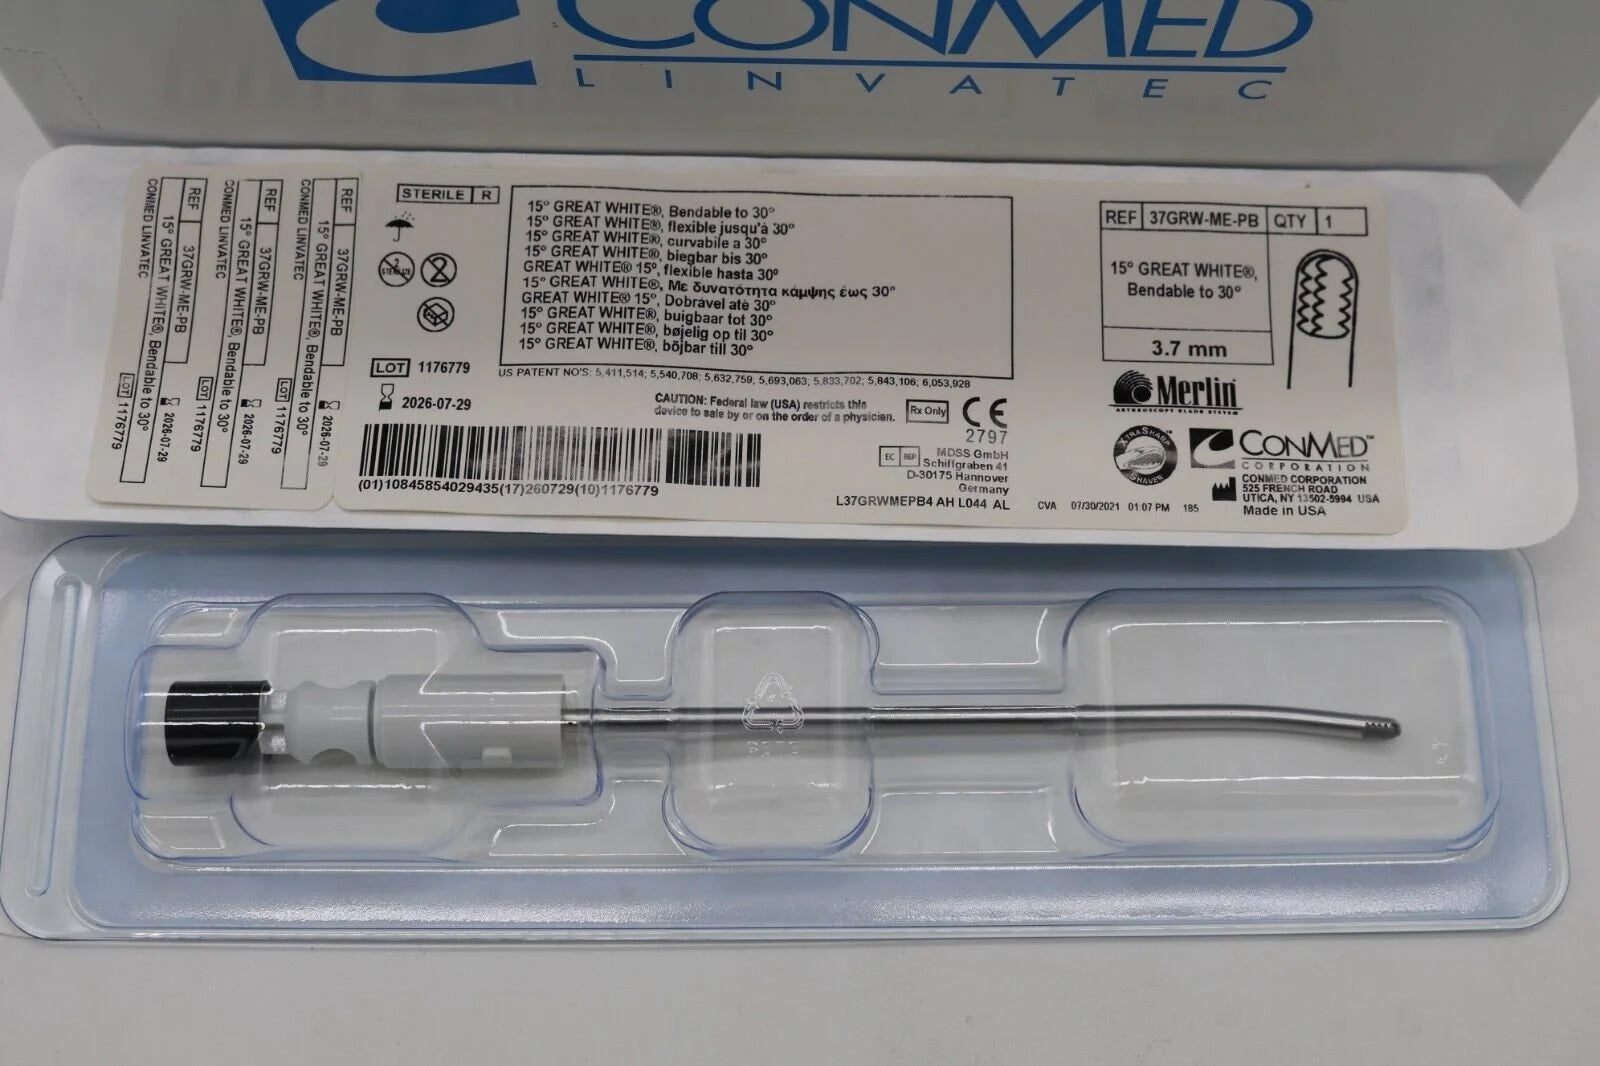 CONMED
LINVATEC
REF 37GRW-ME-PB
15° GREAT WHITE®, Bendable to 30°
CONMED LINVATEC
LOT 1176779
2026-07-29
REF 37GRW-ME-PB
15° GREAT WHITE®, Bendable to 30°
CONMED LINVATEC
LOT 1176779
2026-07-29
REF 37GRW-ME-PB
15° GREAT WHITE®, Bendable to 30°
CONMED LINVATEC
LOT 1176779
2026-07-29
STERILE R
2
STERILIZE
2
15° GREAT WHITE®, Bendable to 30°
15° GREAT WHITE®, flexible jusqu'à 30°
15° GREAT WHITE®, curvabile a 30°
15° GREAT WHITE®, biegbar bis 30°
GREAT WHITE® 15°, flexible hasta 30°
15° GREAT WHITE®, Με δυνατότητα κάμψης έως 30°
GREAT WHITE® 15°, Dobrável até 30°
15° GREAT WHITE®, buigbaar tot 30°
15° GREAT WHITE®, bøjelig op til 30°
15° GREAT WHITE®, böjbar till 30°
US PATENT NO'S: 5,411,514; 5,540,708; 5,632,759; 5,693,063; 5,833,702; 5,843,106; 6,053,928
LOT 1176779
2026-07-29
CAUTION: Federal law (USA) restricts this
device to sale by or on the order of a physician.
Rx Only
CE
2797
(01)10845854029435(17)260729(10)1176779
EC REP
MDSS GmbH
Schiffgraben 41
D-30175 Hannover
Germany
L37GRWMEPB4 AH L044 AL
CVA 07/30/2021 01:07 PM 185
REF 37GRW-ME-PB QTY 1
15° GREAT WHITE®,
Bendable to 30°
3.7 mm
Merlin
ARTHROSCOPY BLADE SYSTEM
XTRASHARP
SHAVER
CONMED™
CORPORATION
CONMED CORPORATION
525 FRENCH ROAD
UTICA, NY 13502-5994 USA
Made in USA